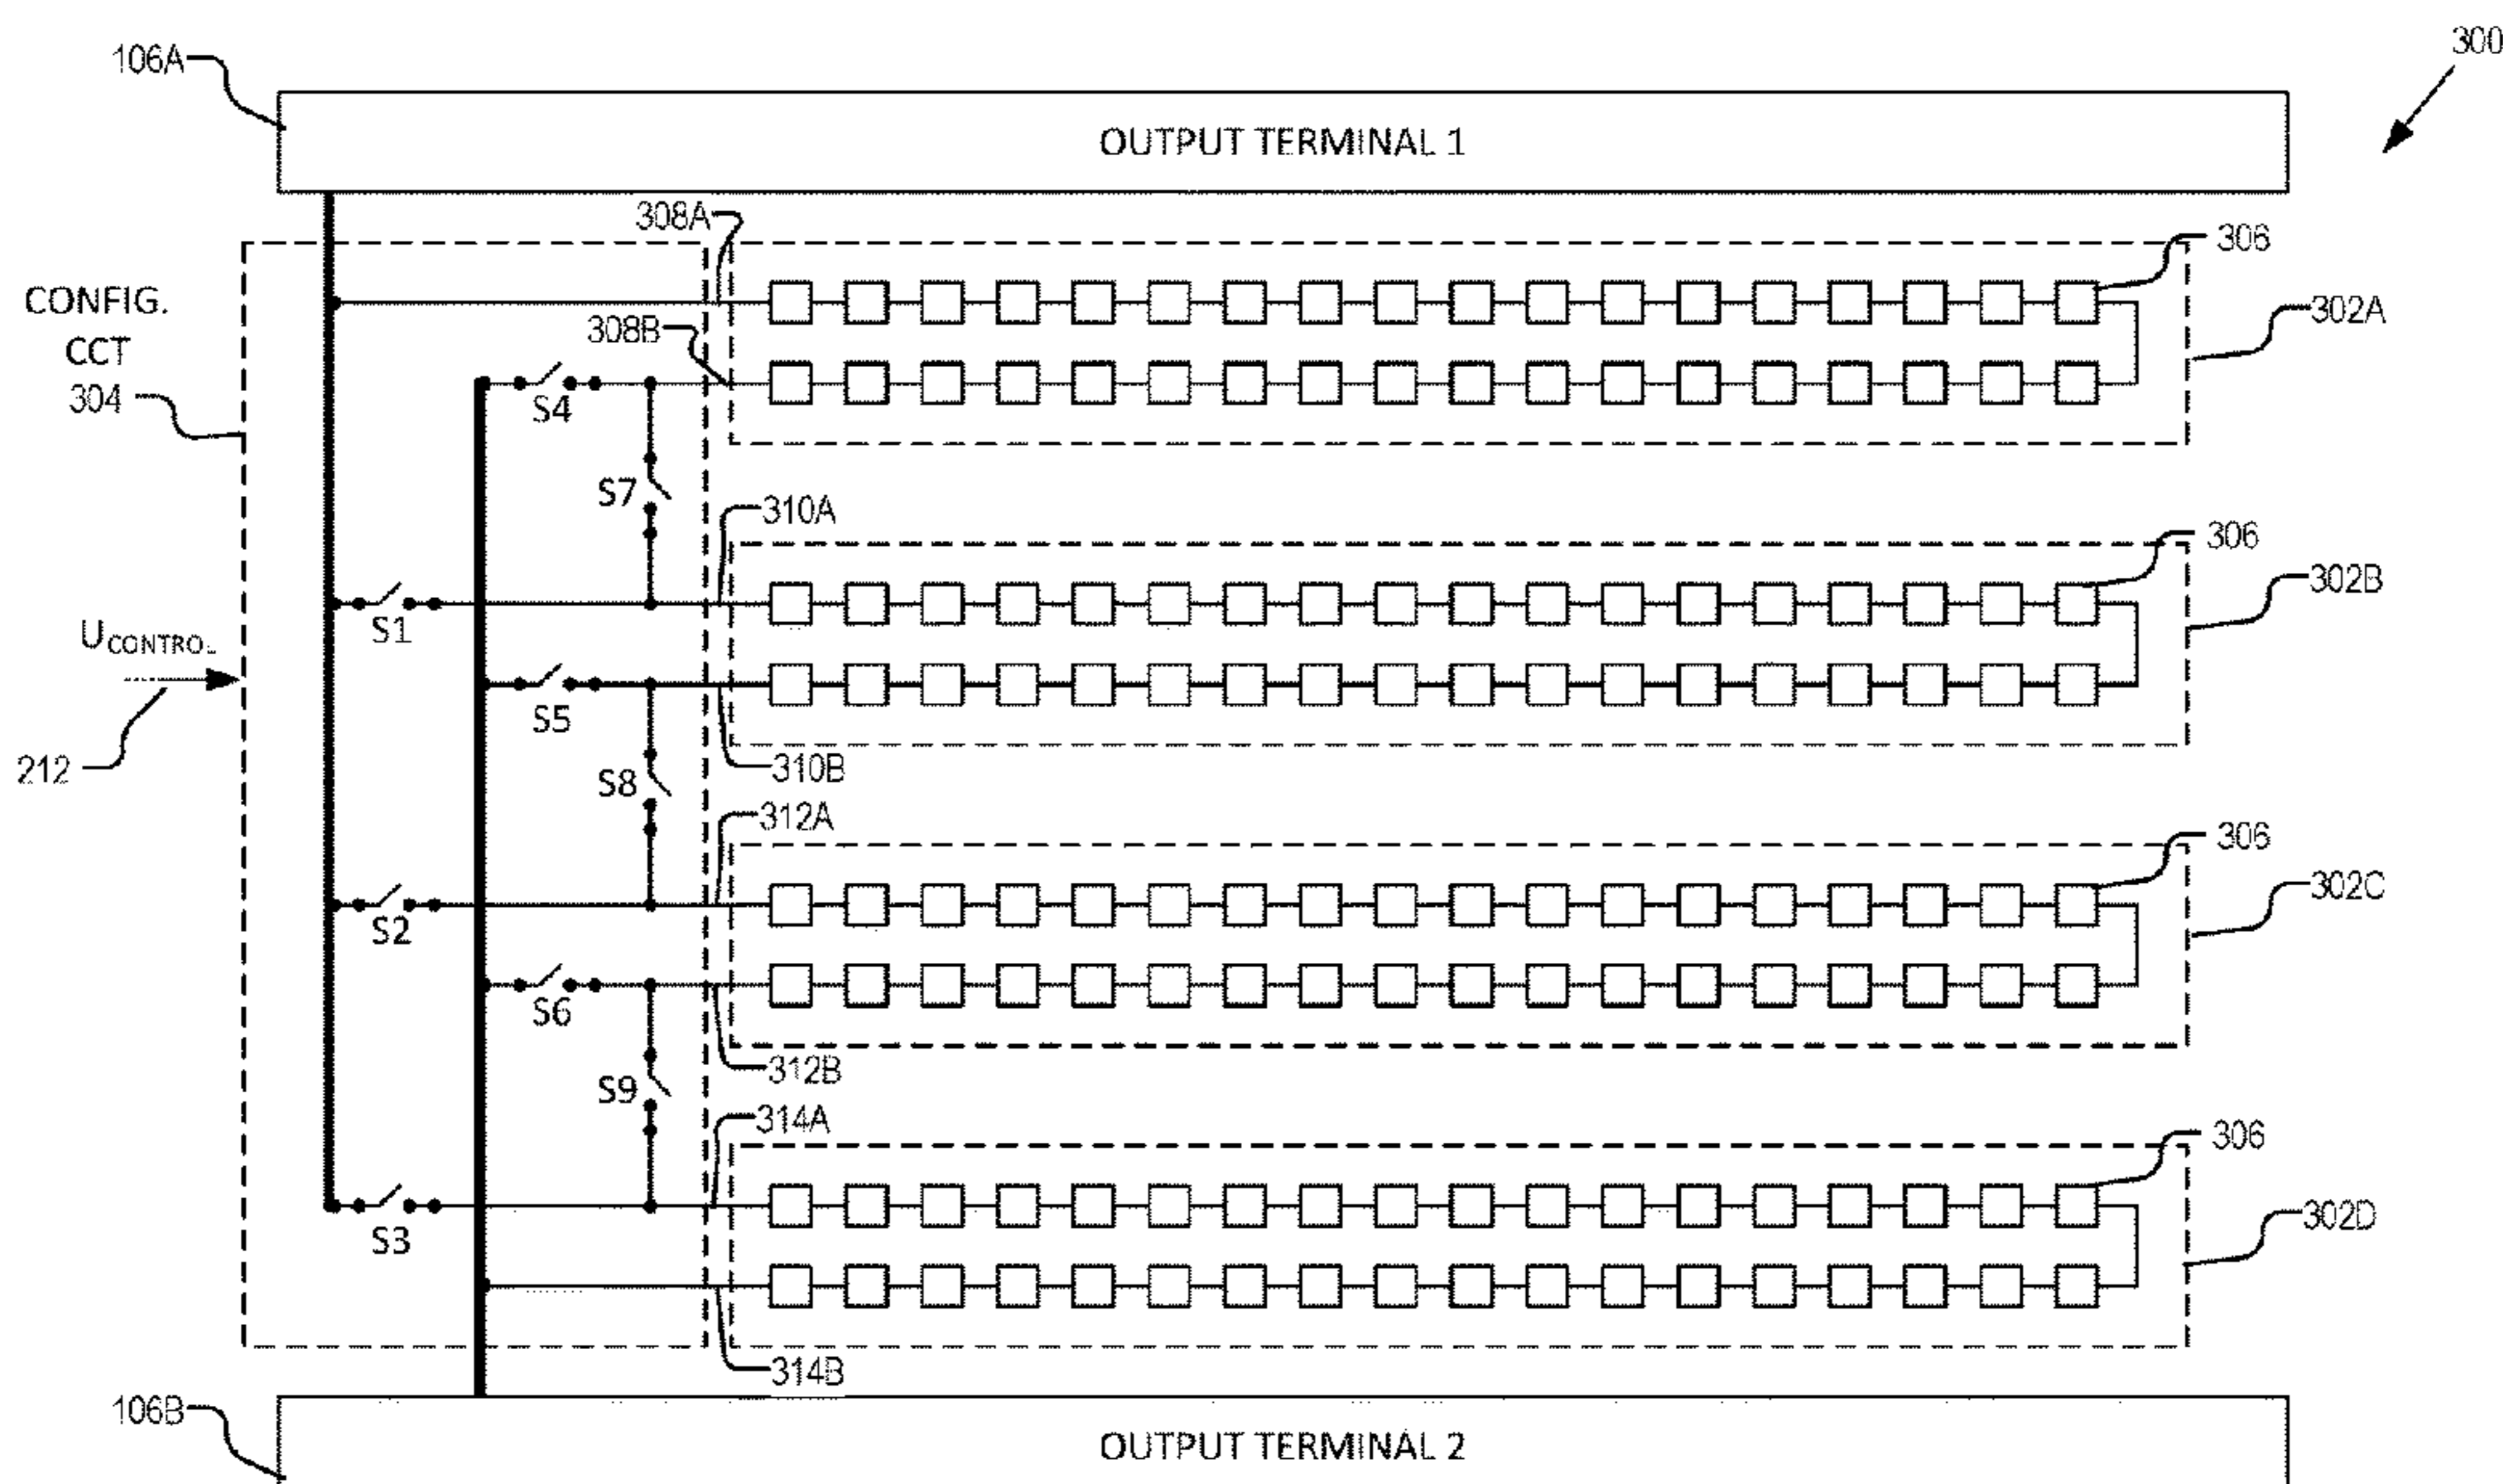 300
106A
OUTPUT TERMINAL 1
308A
306
CONFIG.
CCT
304
308B
302A
S4
S7
310A
306
302B
S1
UCONTROL
212
S5
310B
S8
312A
306
302C
S2
S6
312B
S9
314A
306
302D
S3
314B
106B
OUTPUT TERMINAL 2